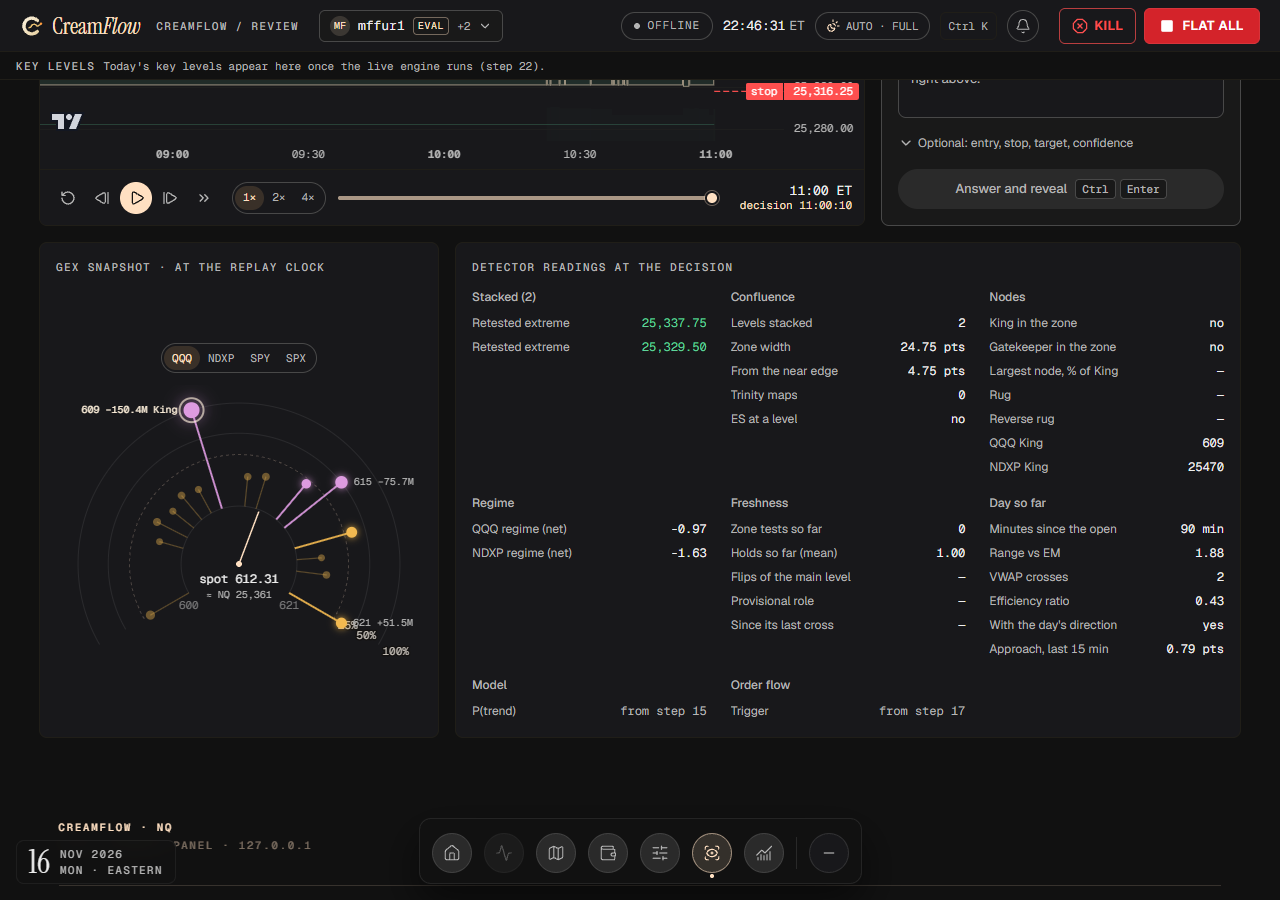 CreamFlow CREAMFLOW / REVIEW MF mffur1 EVAL +2 OFFLINE 22:46:31 ET AUTO · FULL Ctrl K KILL FLAT ALL
KEY LEVELS Today's key levels appear here once the live engine runs (step 22).
stop 25,316.25
25,280.00
09:00 09:30 10:00 10:30 11:00
1× 2× 4× 11:00 ET
decision 11:00:10
right above.
Optional: entry, stop, target, confidence
Answer and reveal Ctrl Enter
GEX SNAPSHOT · AT THE REPLAY CLOCK
QQQ NDXP SPY SPX
609 -150.4M King
615 -75.7M
spot 612.31
≈ NQ 25,361
600 621
621 +51.5M
50%
100%
DETECTOR READINGS AT THE DECISION
Stacked (2)
Retested extreme 25,337.75
Retested extreme 25,329.50
Confluence
Levels stacked 2
Zone width 24.75 pts
From the near edge 4.75 pts
Trinity maps 0
ES at a level no
Nodes
King in the zone no
Gatekeeper in the zone no
Largest node, % of King –
Rug –
Reverse rug –
QQQ King 609
NDXP King 25470
Regime
QQQ regime (net) -0.97
NDXP regime (net) -1.63
Freshness
Zone tests so far 0
Holds so far (mean) 1.00
Flips of the main level –
Provisional role –
Since its last cross –
Day so far
Minutes since the open 90 min
Range vs EM 1.88
VWAP crosses 2
Efficiency ratio 0.43
With the day's direction yes
Approach, last 15 min 0.79 pts
Model
P(trend) from step 15
Order flow
Trigger from step 17
CREAMFLOW · NQ
PANEL · 127.0.0.1
16 NOV 2026
MON · EASTERN